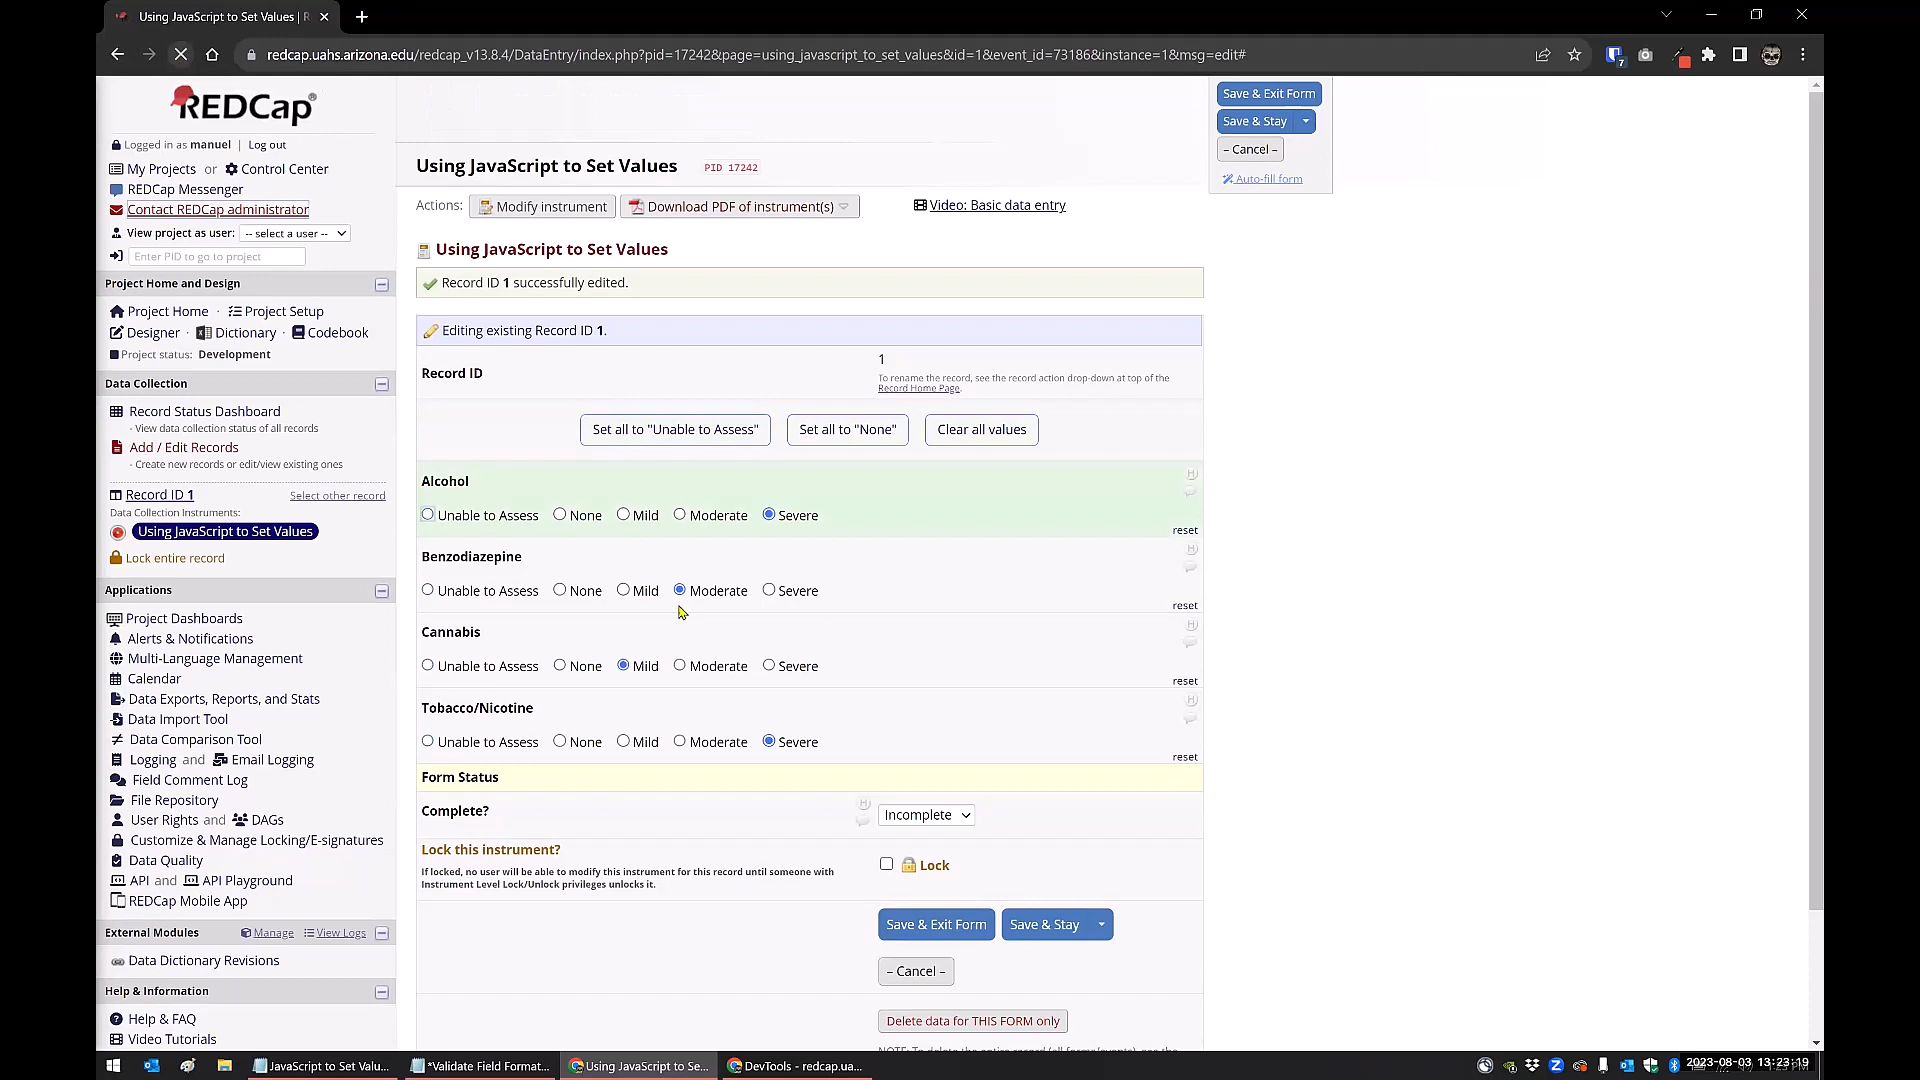 Using JavaScript to Set Values | R
redcap.uahs.arizona.edu/redcap_v13.8.4/DataEntry/index.php?pid=17242&page=using_javascript_to_set_values&id=1&event_id=73186&instance=1&msg=edit#
7
REDCap
Logged in as manuel | Log out
My Projects or Control Center
REDCap Messenger
Contact REDCap administrator
View project as user: -- select a user --
Enter PID to go to project
Project Home and Design
Project Home · Project Setup
Designer · Dictionary · Codebook
Project status: Development
Data Collection
Record Status Dashboard
- View data collection status of all records
Add / Edit Records
- Create new records or edit/view existing ones
Record ID 1 Select other record
Data Collection Instruments:
Using JavaScript to Set Values
Lock entire record
Applications
Project Dashboards
Alerts & Notifications
Multi-Language Management
Calendar
Data Exports, Reports, and Stats
Data Import Tool
Data Comparison Tool
Logging and Email Logging
Field Comment Log
File Repository
User Rights and DAGs
Customize & Manage Locking/E-signatures
Data Quality
API and API Playground
REDCap Mobile App
External Modules Manage View Logs
Data Dictionary Revisions
Help & Information
Help & FAQ
Video Tutorials
Save & Exit Form
Save & Stay
– Cancel –
Auto-fill form
Using JavaScript to Set Values PID 17242
Actions: Modify instrument Download PDF of instrument(s) Video: Basic data entry
Using JavaScript to Set Values
Record ID 1 successfully edited.
Editing existing Record ID 1.
Record ID
1
To rename the record, see the record action drop-down at top of the
Record Home Page.
Set all to "Unable to Assess" Set all to "None" Clear all values
Alcohol
H
Unable to Assess None Mild Moderate Severe
reset
Benzodiazepine
H
Unable to Assess None Mild Moderate Severe
reset
Cannabis
H
Unable to Assess None Mild Moderate Severe
reset
Tobacco/Nicotine
H
Unable to Assess None Mild Moderate Severe
reset
Form Status
Complete?
H
Incomplete
Lock this instrument?
If locked, no user will be able to modify this instrument for this record until someone with
Instrument Level Lock/Unlock privileges unlocks it.
Lock
Save & Exit Form Save & Stay
– Cancel –
Delete data for THIS FORM only
JavaScript to Set Valu...
*Validate Field Format...
Using JavaScript to Se...
DevTools - redcap.ua...
2023-08-03 13:23:19